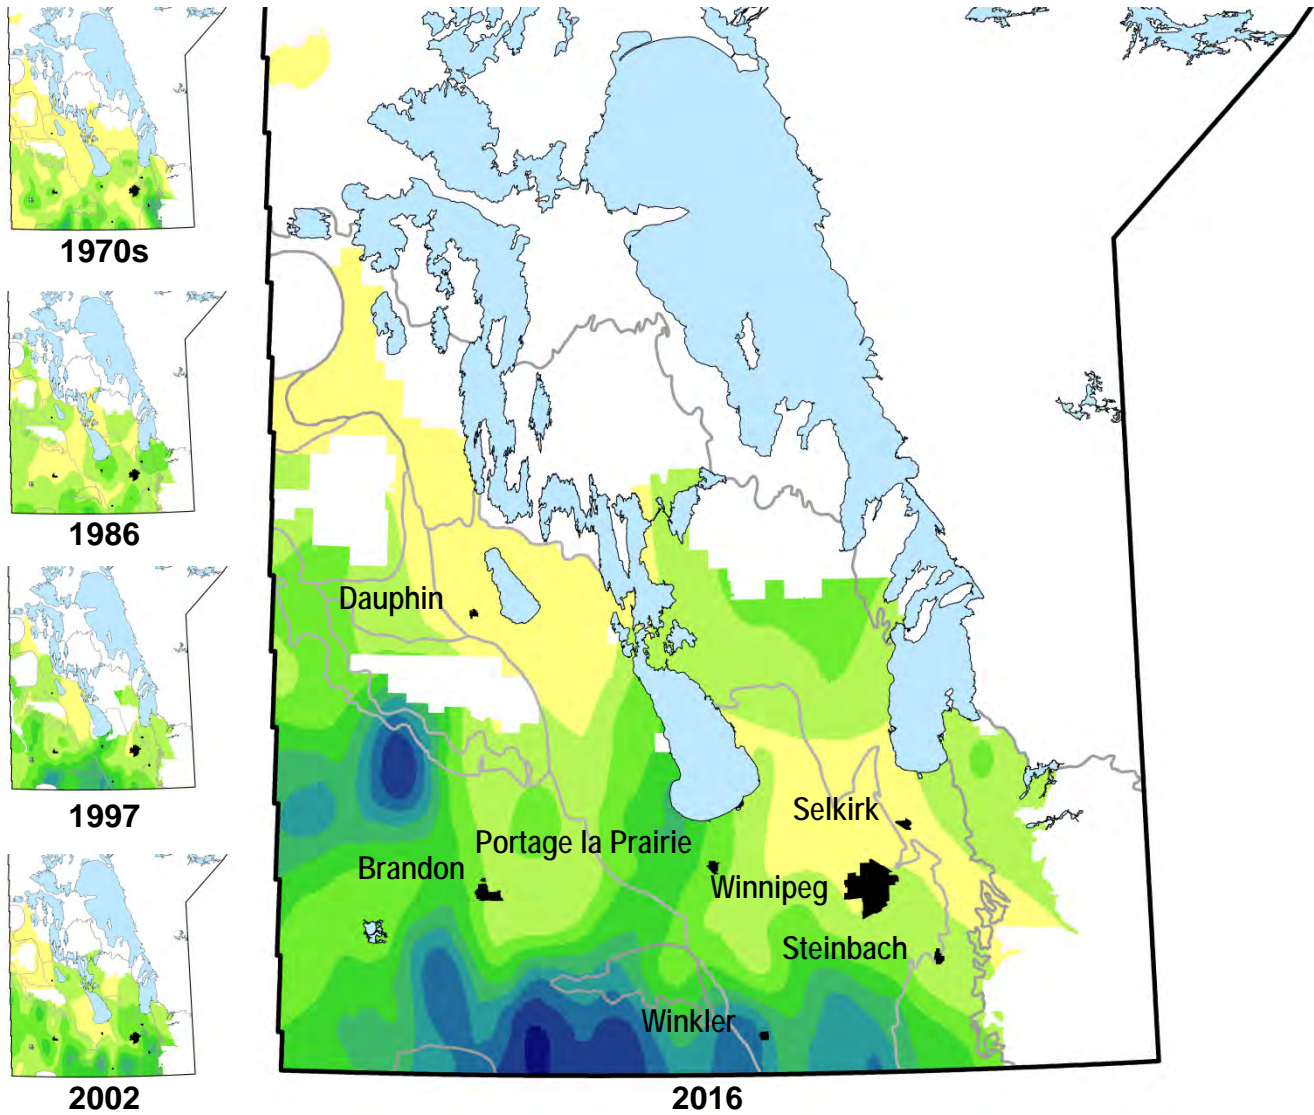 1970s
1986
1997
2002
Dauphin
Selkirk
Portage la Prairie
Brandon
Winnipeg
Steinbach
Winkler
2016